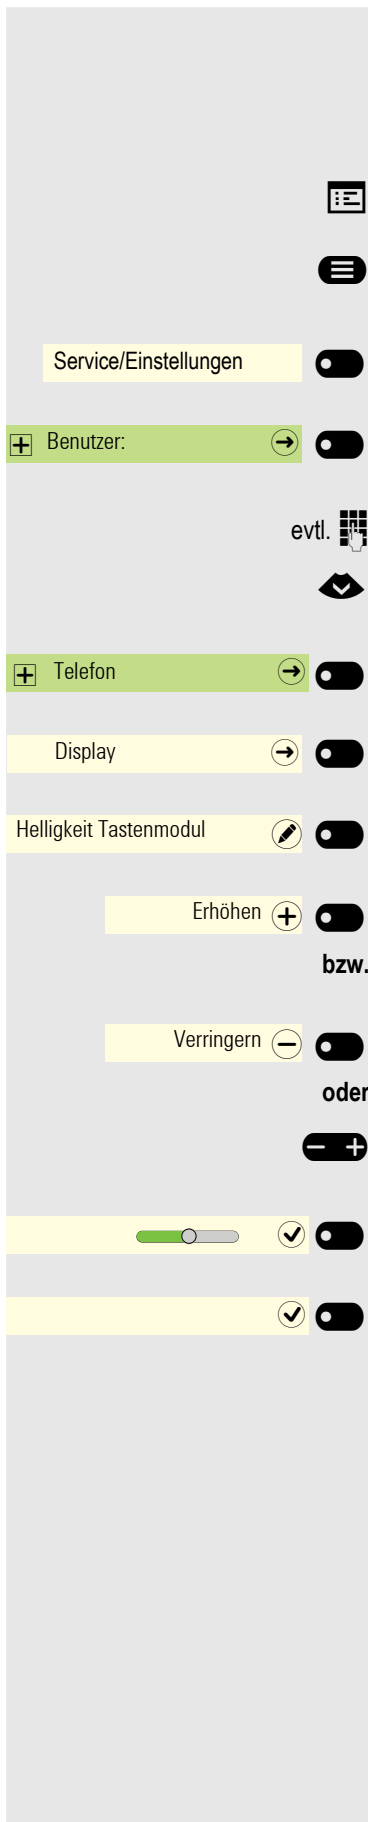 Service/Einstellungen
Benutzer:
evtl.
Telefon
Display
Helligkeit Tastenmodul
Erhöhen
bzw.
Verringern
oder